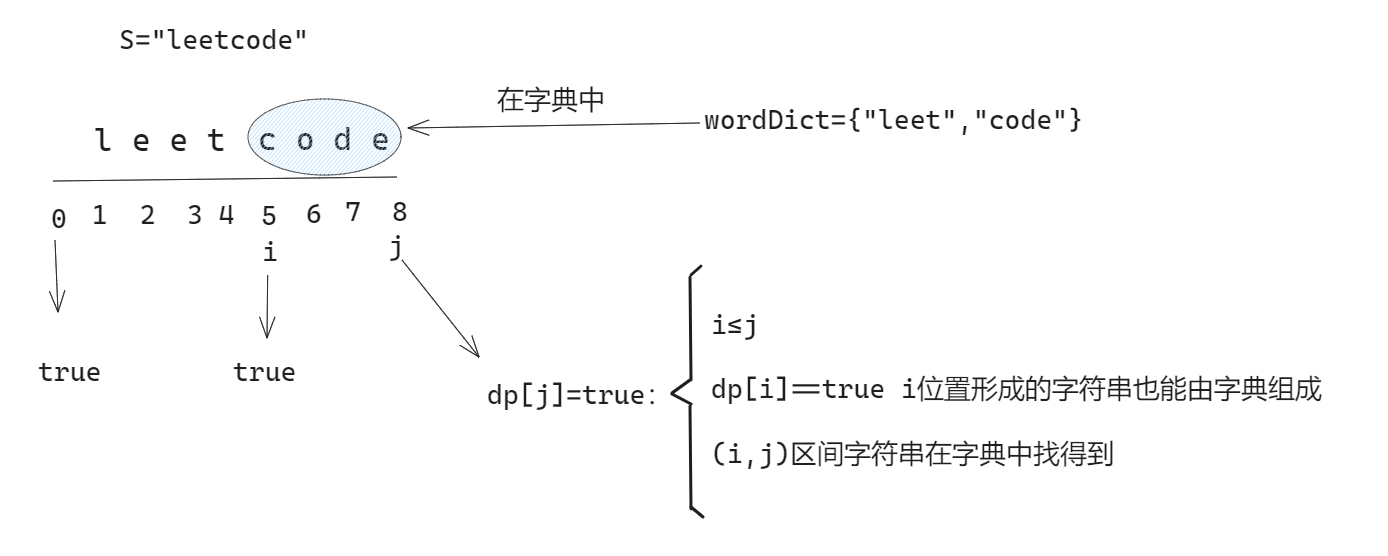 S="leetcode"
在字典中
wordDict={"leet","code"}
l e e t c o d e
0 1 2 3 4 5 6 7 8
i j
true true
i≤j
dp[j]=true:
dp[i]==true i位置形成的字符串也能由字典组成
(i,j)区间字符串在字典中找得到